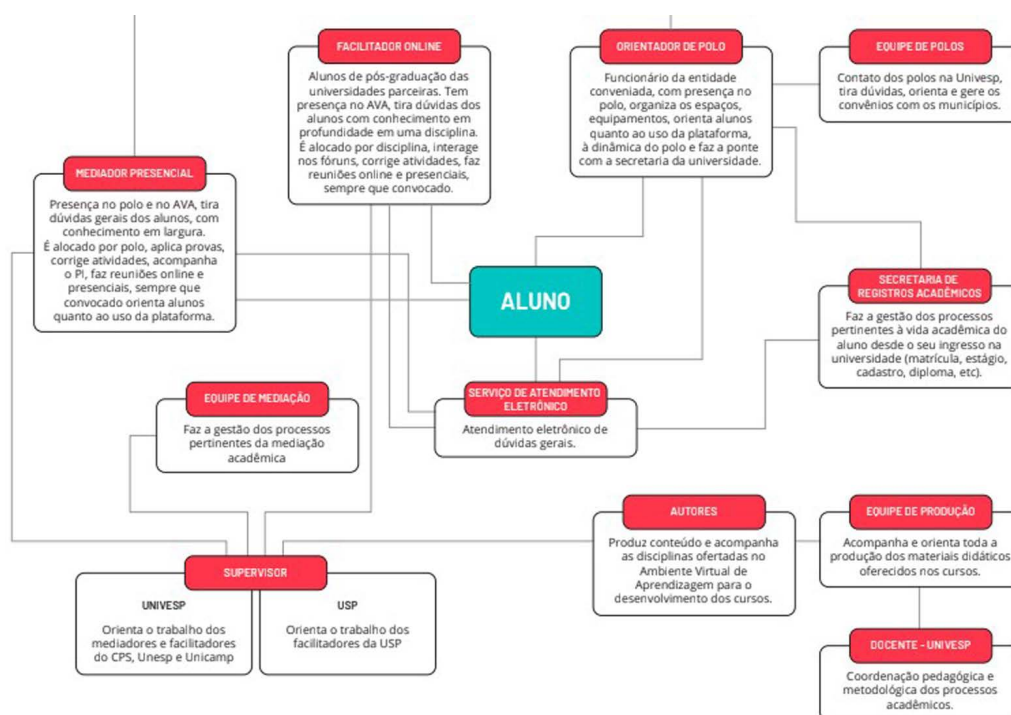 FACILITADOR ONLINE
Alunos de pós-graduação das
universidades parceiras. Tem
presença no AVA, tira dúvidas dos
alunos com conhecimento em
profundidade em uma disciplina.
É alocado por disciplina, interage
nos fóruns, corrige atividades, faz
reuniões online e presenciais,
sempre que convocado.
ORIENTADOR DE POLO
Funcionário da entidade
conveniada, com presença no
polo, organiza os espaços,
equipamentos, orienta alunos
quanto ao uso da plataforma,
à dinâmica do polo e faz a ponte
com a secretaria da universidade.
EQUIPE DE POLOS
Contato dos polos na Univesp,
tira dúvidas, orienta e gere os
convênios com os municípios.
MEDIADOR PRESENCIAL
Presença no polo e no AVA, tira
dúvidas gerais dos alunos, com
conhecimento em largura.
É alocado por polo, aplica provas,
corrige atividades, acompanha
o PI, faz reuniões online e
presenciais, sempre que
convocado orienta alunos
quanto ao uso da plataforma.
ALUNO
SECRETARIA DE
REGISTROS ACADÊMICOS
Faz a gestão dos processos
pertinentes à vida acadêmica do
aluno desde o seu ingresso na
universidade (matrícula, estágio,
cadastro, diploma, etc).
EQUIPE DE MEDIAÇÃO
Faz a gestão dos processos
pertinentes da mediação
acadêmica
SERVIÇO DE ATENDIMENTO
ELETRÔNICO
Atendimento eletrônico de
dúvidas gerais.
SUPERVISOR
UNIVESP
Orienta o trabalho dos
mediadores e facilitadores
do CPS, Unesp e Unicamp
USP
Orienta o trabalho dos
facilitadores da USP
AUTORES
Produz conteúdo e acompanha
as disciplinas ofertadas no
Ambiente Virtual de
Aprendizagem para o
desenvolvimento dos cursos.
EQUIPE DE PRODUÇÃO
Acompanha e orienta toda a
produção dos materiais didáticos
oferecidos nos cursos.
DOCENTE - UNIVESP
Coordenação pedagógica e
metodológica dos processos
acadêmicos.